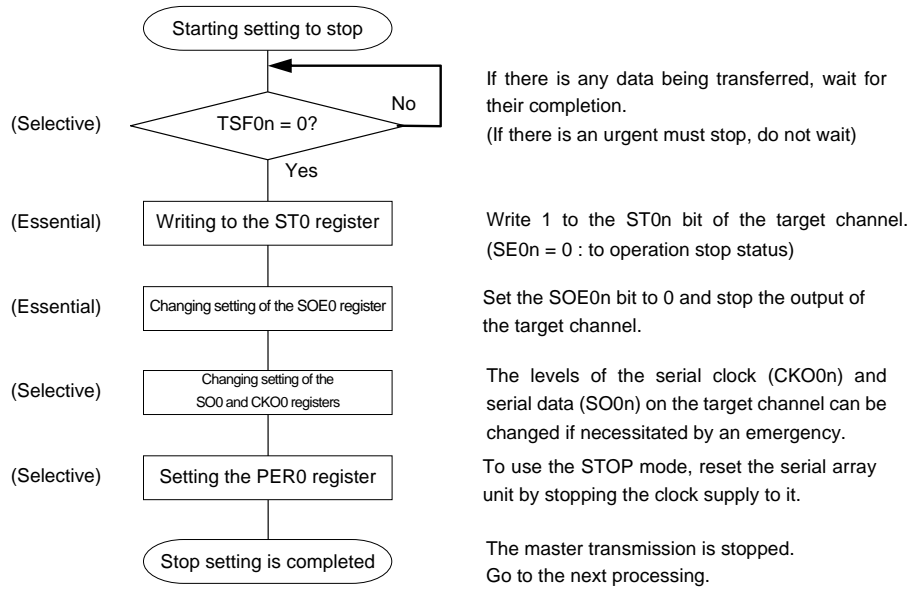 Starting setting to stop
(Selective)
TSF0n = 0?
No
Yes
If there is any data being transferred, wait for
their completion.
(If there is an urgent must stop, do not wait)
(Essential)
Writing to the ST0 register
Write 1 to the ST0n bit of the target channel.
(SE0n = 0 : to operation stop status)
(Essential)
Changing setting of the SOE0 register
Set the SOE0n bit to 0 and stop the output of
the target channel.
(Selective)
Changing setting of the
SO0 and CKO0 registers
The levels of the serial clock (CKO0n) and
serial data (SO0n) on the target channel can be
changed if necessitated by an emergency.
(Selective)
Setting the PER0 register
To use the STOP mode, reset the serial array
unit by stopping the clock supply to it.
Stop setting is completed
The master transmission is stopped.
Go to the next processing.